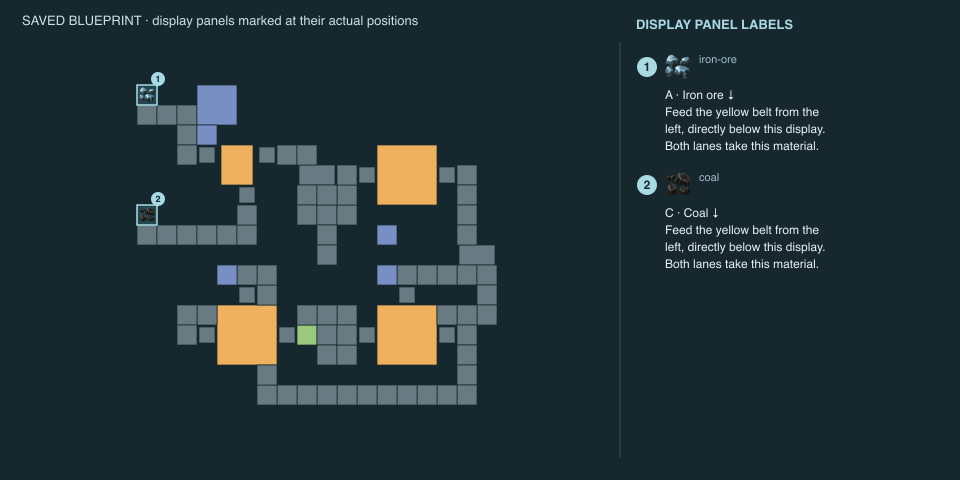 SAVED BLUEPRINT · display panels marked at their actual positions
DISPLAY PANEL LABELS
1
2
1
iron-ore
A · Iron ore ↓
Feed the yellow belt from the
left, directly below this display.
Both lanes take this material.
2
coal
C · Coal ↓
Feed the yellow belt from the
left, directly below this display.
Both lanes take this material.